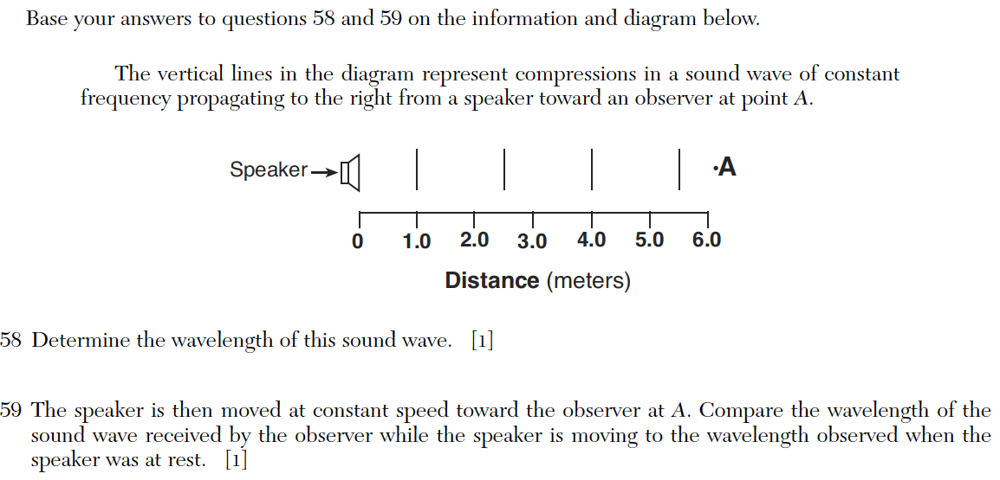 Base your answers to questions 58 and 59 on the information and diagram below.
The vertical lines in the diagram represent compressions in a sound wave of constant
frequency propagating to the right from a speaker toward an observer at point A.
Speaker
·A
0 1.0 2.0 3.0 4.0 5.0 6.0
Distance (meters)
58 Determine the wavelength of this sound wave. [1]
59 The speaker is then moved at constant speed toward the observer at A. Compare the wavelength of the
sound wave received by the observer while the speaker is moving to the wavelength observed when the
speaker was at rest. [1]